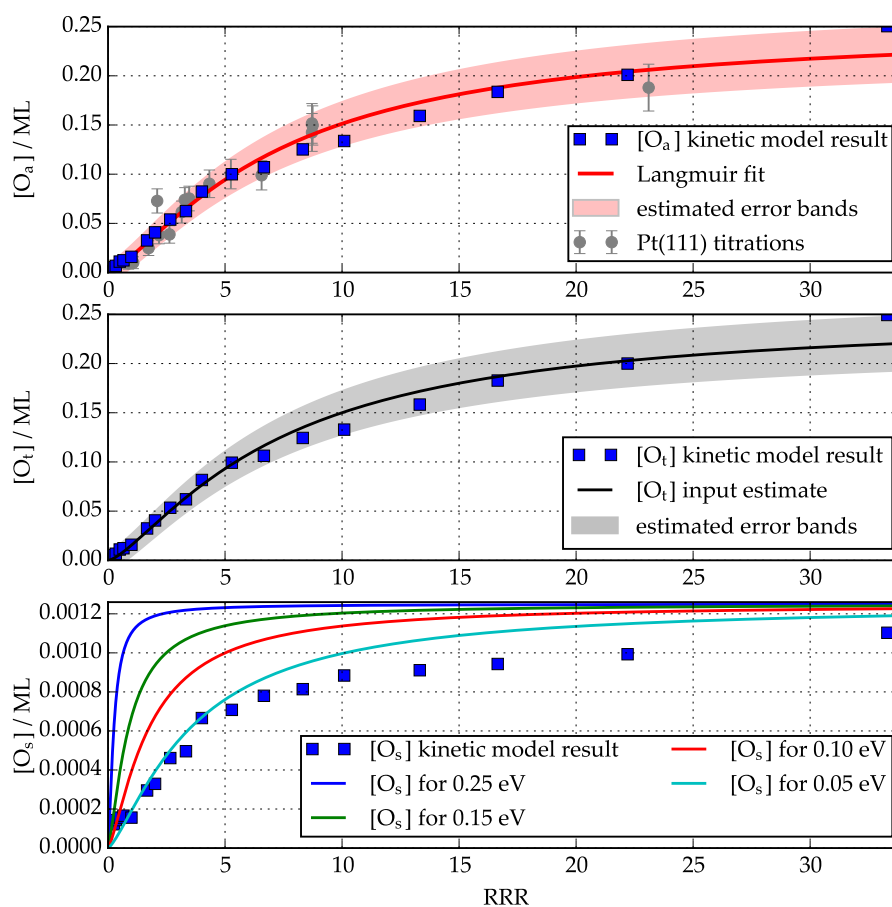 0.25
0.20
0.15
0.10
0.05
0.00
[Oa] / ML
0 5 10 15 20 25 30
[Oa] kinetic model result
Langmuir fit
estimated error bands
Pt(111) titrations
0.25
0.20
0.15
0.10
0.05
0.00
[Ot] / ML
0 5 10 15 20 25 30
[Ot] kinetic model result
[Ot] input estimate
estimated error bands
0.0012
0.0010
0.0008
0.0006
0.0004
0.0002
0.0000
[Os] / ML
[Os] kinetic model result
[Os] for 0.25 eV
[Os] for 0.15 eV
[Os] for 0.10 eV
[Os] for 0.05 eV
0 5 10 15 20 25 30
RRR